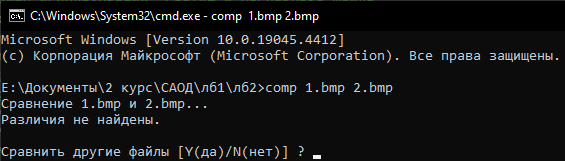 C:\Windows\System32\cmd.exe - comp 1.bmp 2.bmp
Microsoft Windows [Version 10.0.19045.4412]
(c) Корпорация Майкрософт (Microsoft Corporation). Все права защищены.
E:\Документы\2 курс\САОД\лб1\лб2>comp 1.bmp 2.bmp
Сравнение 1.bmp и 2.bmp...
Различия не найдены.
Сравнить другие файлы [Y(да)/N(нет)] ? _